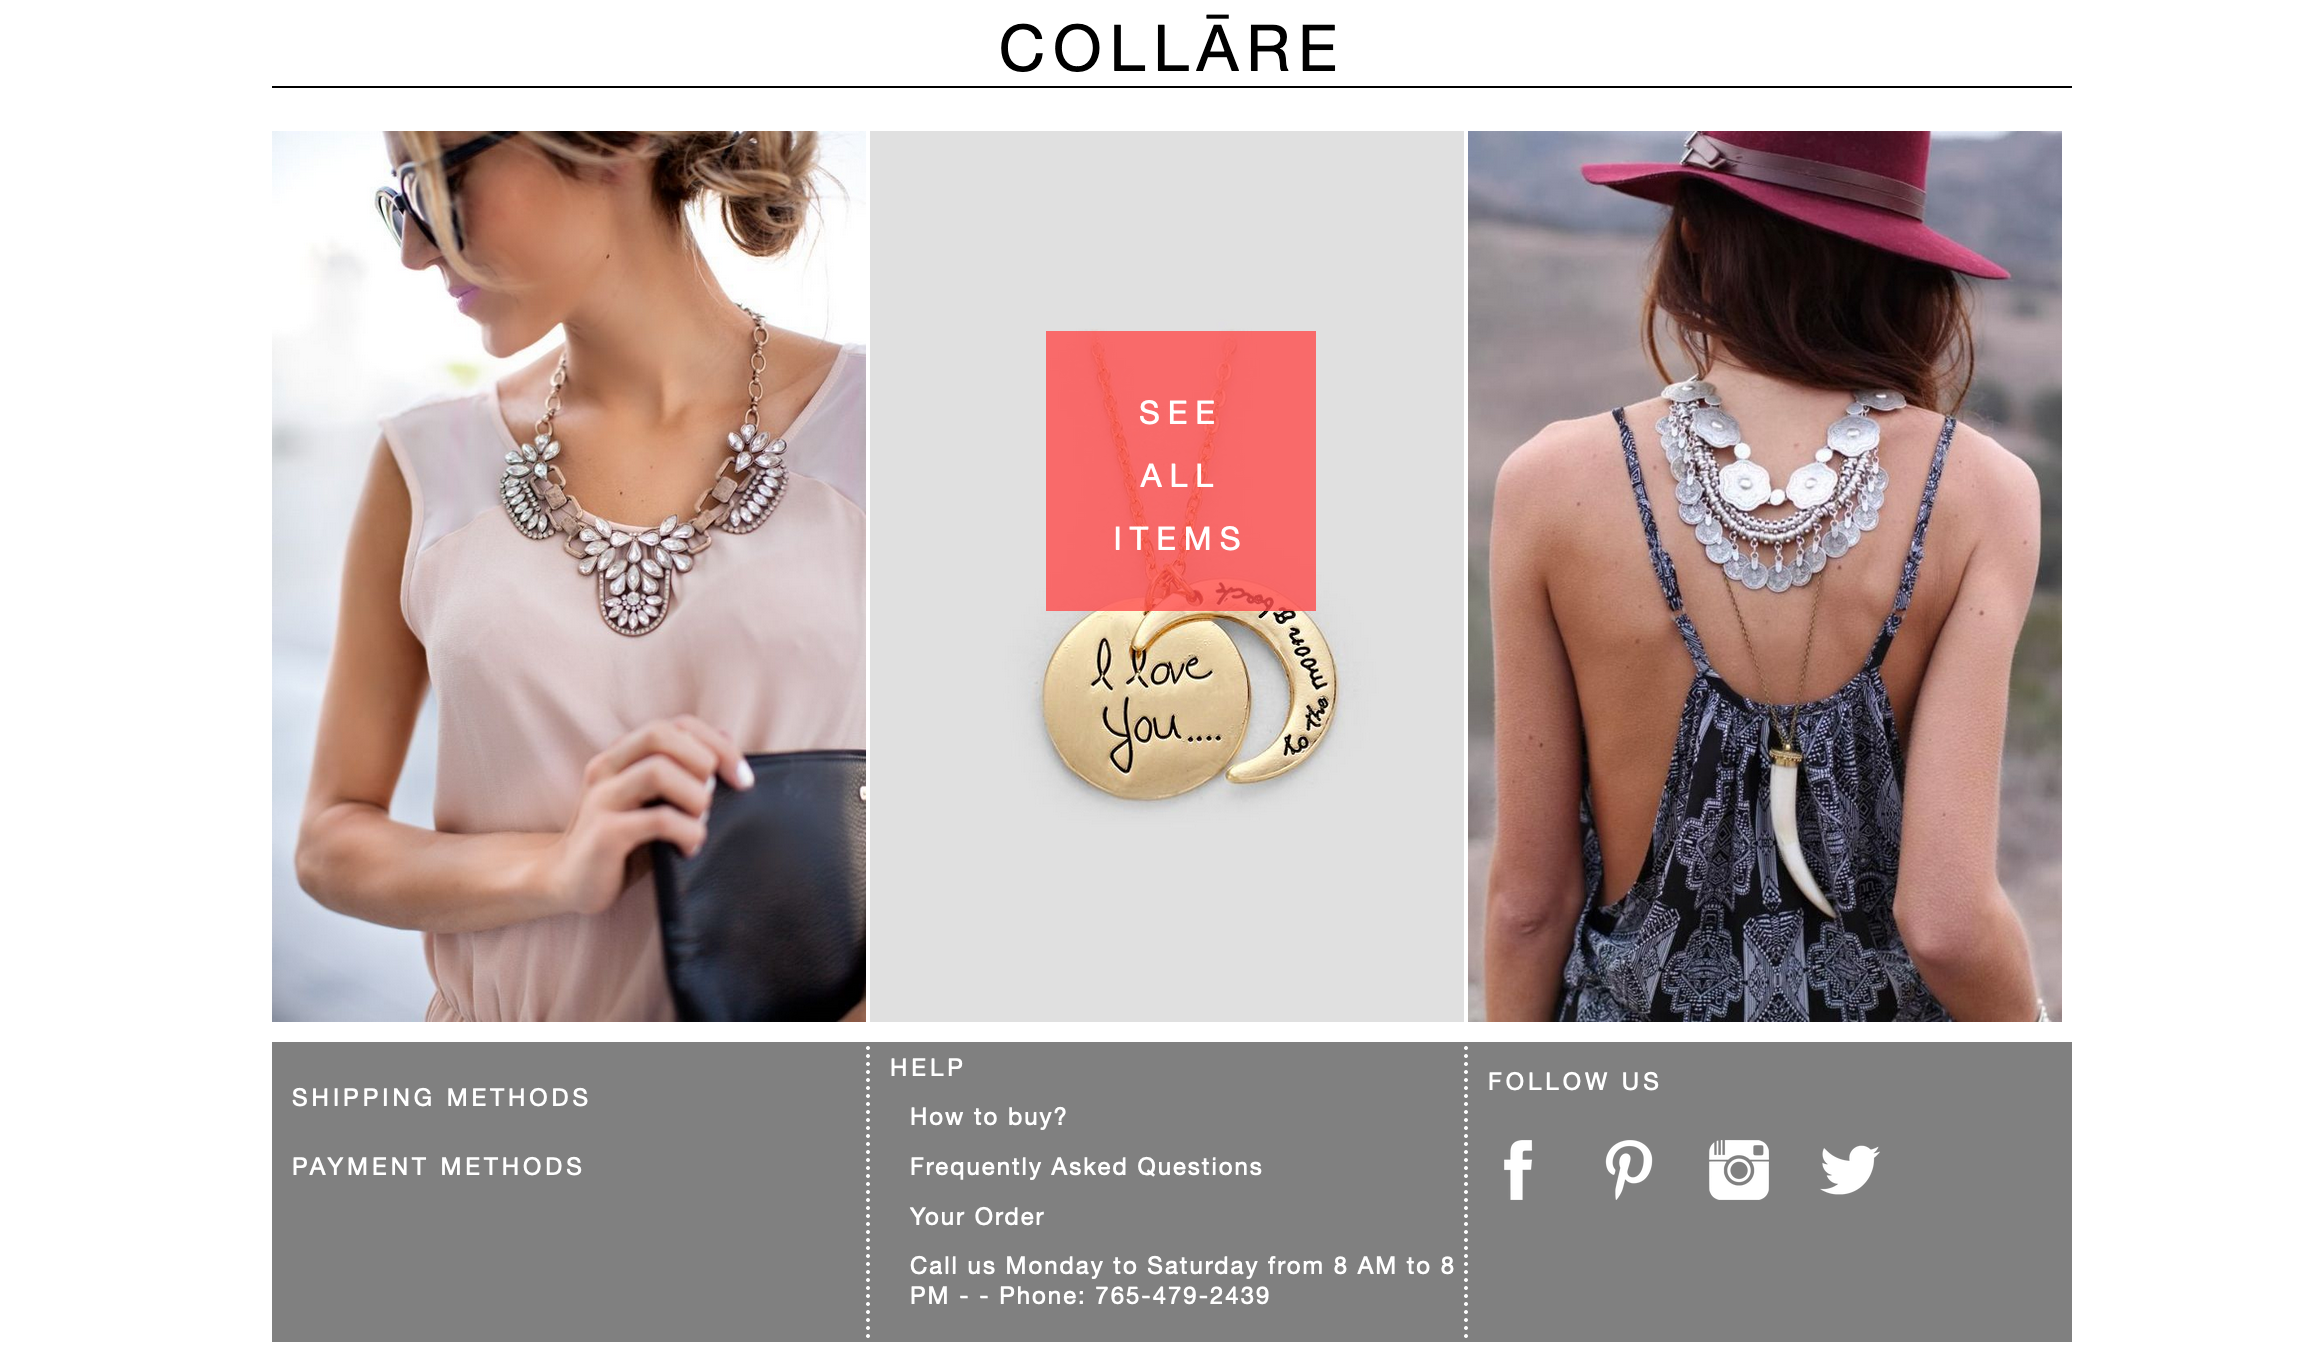 COLLĀRE
SEE
ALL
ITEMS
I love
you....
to the moon & back
SHIPPING METHODS
PAYMENT METHODS
HELP
How to buy?
Frequently Asked Questions
Your Order
Call us Monday to Saturday from 8 AM to 8
PM - - Phone: 765-479-2439
FOLLOW US